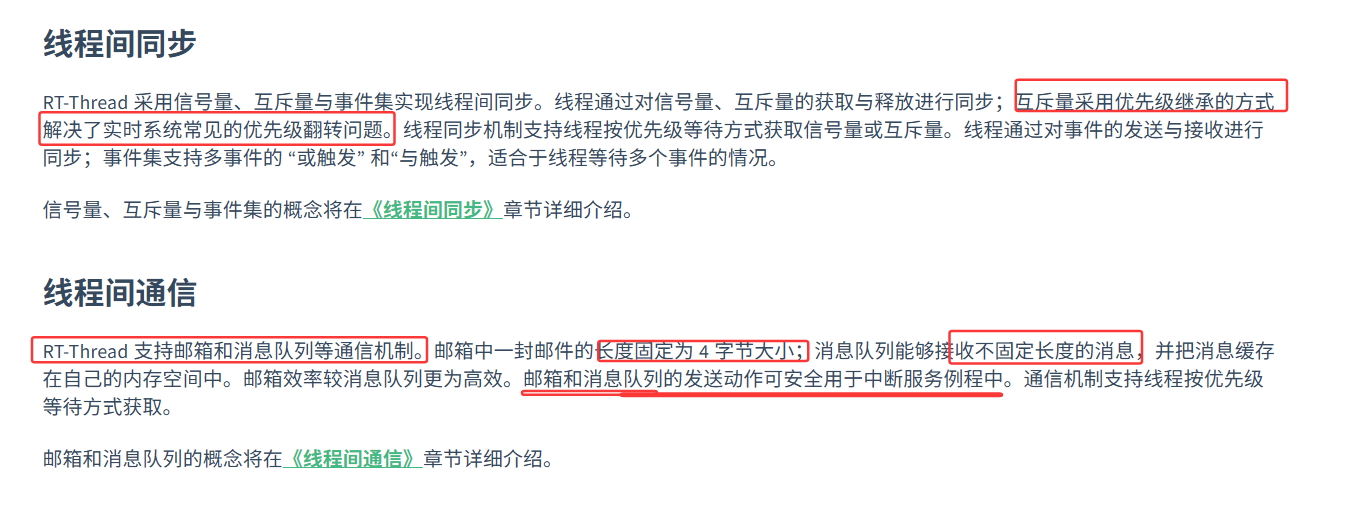 线程间同步
RT-Thread 采用信号量、互斥量与事件集实现线程间同步。线程通过对信号量、互斥量的获取与释放进行同步；互斥量采用优先级继承的方式
解决了实时系统常见的优先级翻转问题。线程同步机制支持线程按优先级等待方式获取信号量或互斥量。线程通过对事件的发送与接收进行
同步；事件集支持多事件的 “或触发” 和“与触发”，适合于线程等待多个事件的情况。
信号量、互斥量与事件集的概念将在《线程间同步》章节详细介绍。
线程间通信
RT-Thread 支持邮箱和消息队列等通信机制。邮箱中一封邮件的长度固定为 4 字节大小；消息队列能够接收不固定长度的消息，并把消息缓存
在自己的内存空间中。邮箱效率较消息队列更为高效。邮箱和消息队列的发送动作可安全用于中断服务例程中。通信机制支持线程按优先级
等待方式获取。
邮箱和消息队列的概念将在《线程间通信》章节详细介绍。